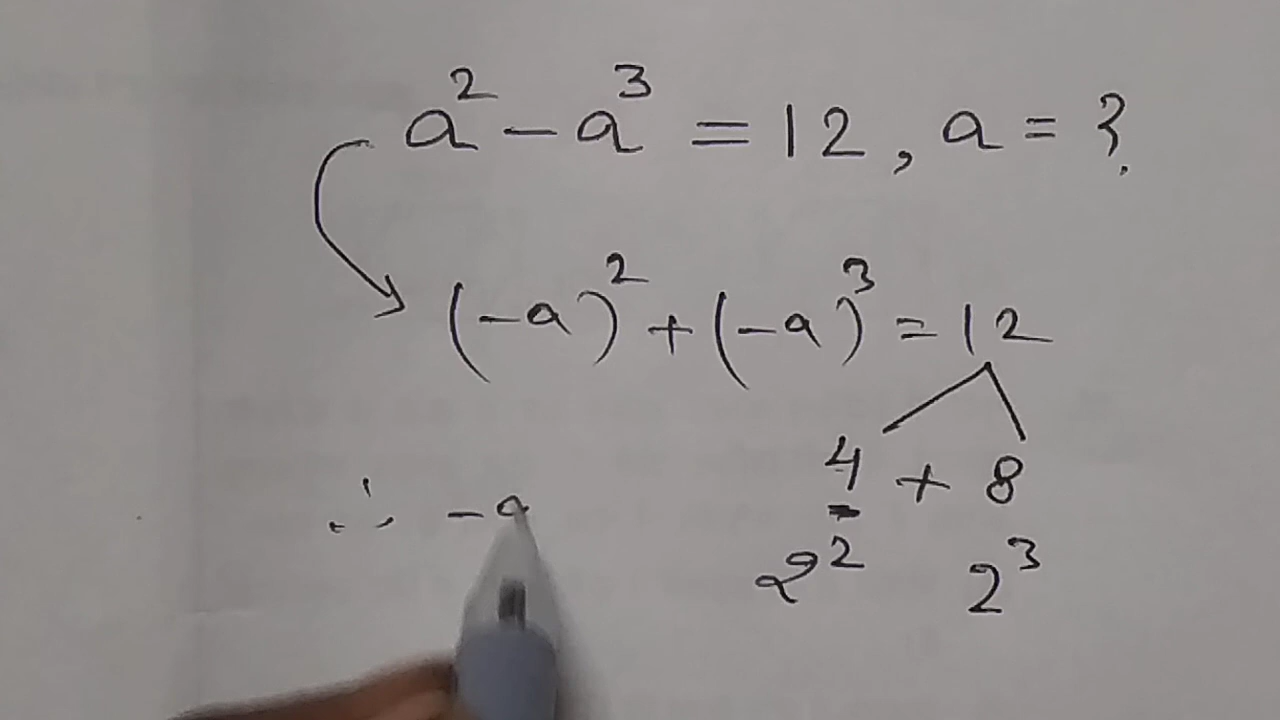 a² - a³ = 12, a = ?
(-a)² + (-a)³ = 12
4 + 8
∴ -a
2² 2³